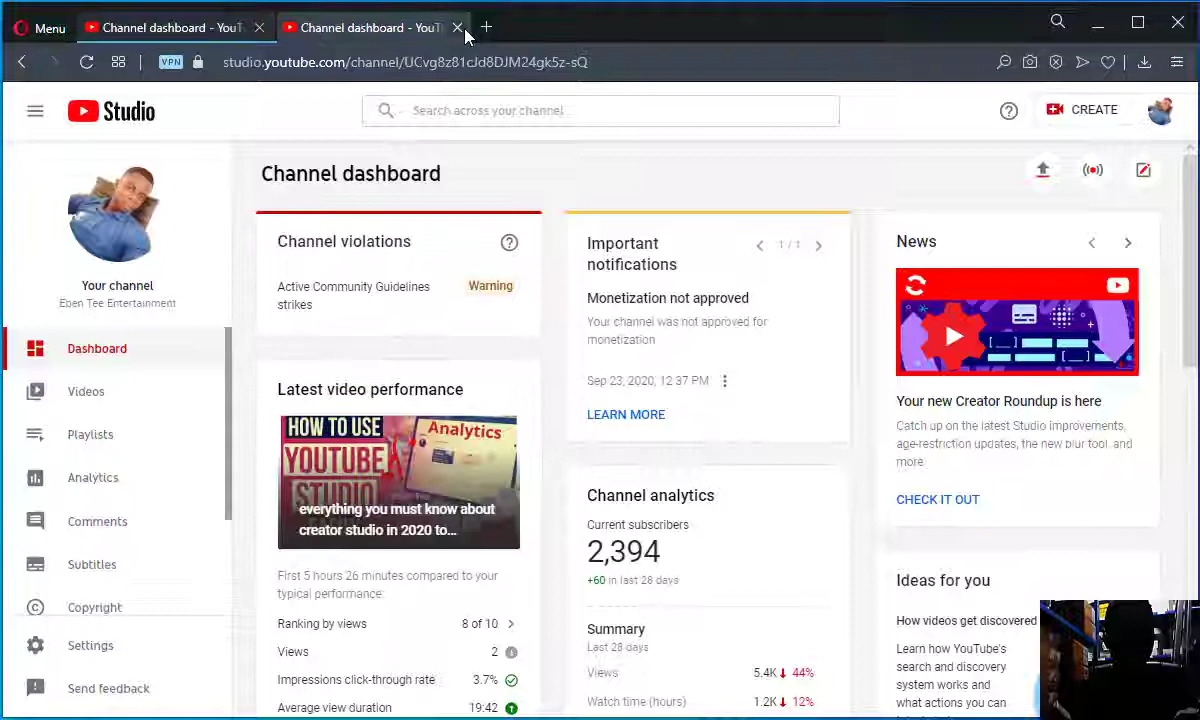 Menu
Channel dashboard - YouT
Channel dashboard - YouT
VPN
studio.youtube.com/channel/UCvg8z81cJd8DJM24gk5z-sQ
Studio
Search across your channel
CREATE
Your channel
Eben Tee Entertainment
Dashboard
Videos
Playlists
Analytics
Comments
Subtitles
Copyright
Settings
Send feedback
Channel dashboard
Channel violations
Active Community Guidelines
strikes
Warning
Latest video performance
HOW TO USE
YOUTUBE
STUDIO
Analytics
everything you must know about
creator studio in 2020 to...
First 5 hours 26 minutes compared to your
typical performance:
Ranking by views 8 of 10
Views 2
Impressions click-through rate 3.7%
Average view duration 19:42
Important
notifications
1 / 1
Monetization not approved
Your channel was not approved for
monetization
Sep 23, 2020, 12:37 PM
LEARN MORE
Channel analytics
Current subscribers
2,394
+60 in last 28 days
Summary
Last 28 days
Views 5.4K 44%
Watch time (hours) 1.2K 12%
News
Your new Creator Roundup is here
Catch up on the latest Studio improvements,
age-restriction updates, the new blur tool, and
more.
CHECK IT OUT
Ideas for you
How videos get discovered
Learn how YouTube's
search and discovery
system works and
what actions you can